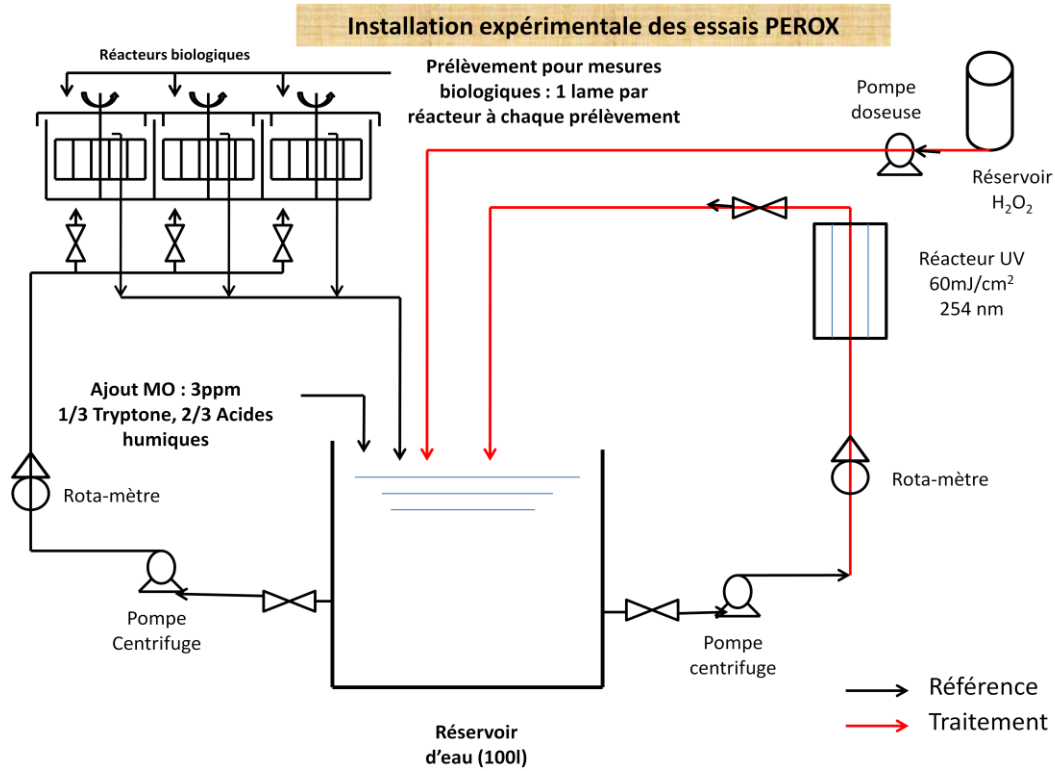 Installation expérimentale des essais PEROX
Réacteurs biologiques
Prélèvement pour mesures
biologiques : 1 lame par
réacteur à chaque prélèvement
Pompe
doseuse
Réservoir
H₂O₂
Réacteur UV
60mJ/cm²
254 nm
Ajout MO : 3ppm
1/3 Tryptone, 2/3 Acides
humiques
Rota-mètre
Rota-mètre
Pompe
Centrifuge
Pompe
centrifuge
Référence
Traitement
Réservoir
d'eau (100l)